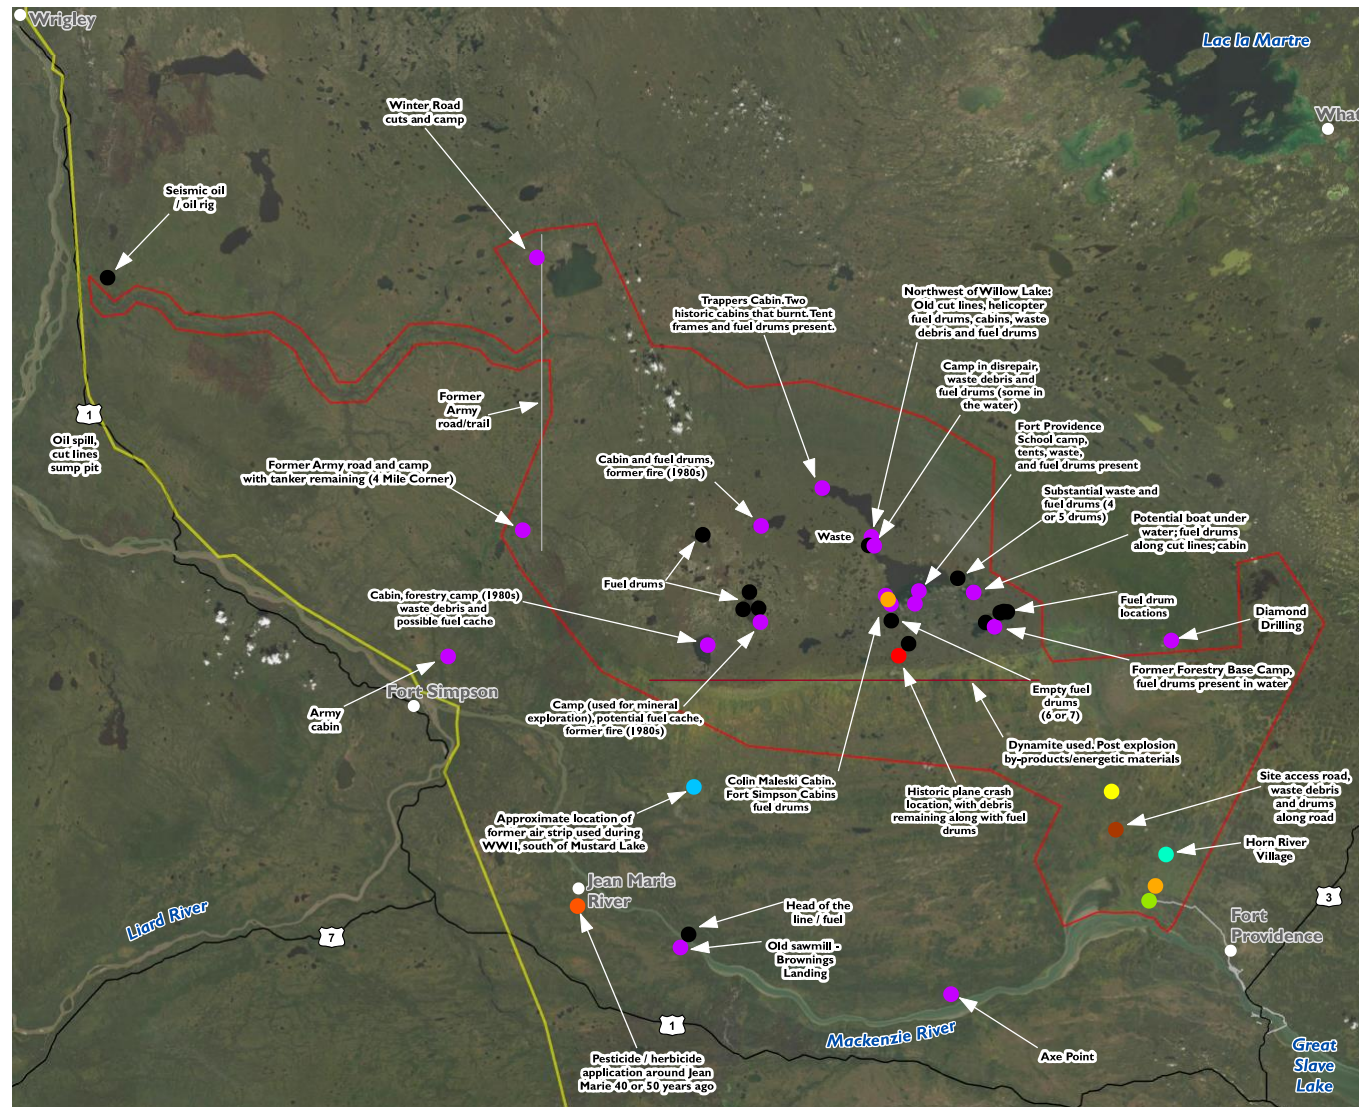 Wrigley
Lac la Martre
What
Winter Road
cuts and camp
Seismic oil
/ oil rig
Trappers Cabin. Two
historic cabins that burnt. Tent
frames and fuel drums present.
Northwest of Willow Lake:
Old cut lines, helicopter
fuel drums, cabins, waste
debris and fuel drums
Camp in disrepair,
waste debris and
fuel drums (some in
the water)
Former
Army
road/trail
1
Oil spill,
cut lines
sump pit
Fort Providence
School camp,
tents, waste,
and fuel drums present
Former Army road and camp
with tanker remaining (4 Mile Corner)
Cabin and fuel drums,
former fire (1980s)
Substantial waste and
fuel drums (4
or 5 drums)
Potential boat under
water; fuel drums
along cut lines; cabin
Waste
Fuel drums
Cabin, forestry camp (1980s)
waste debris and
possible fuel cache
Fuel drum
locations
Diamond
Drilling
Former Forestry Base Camp,
fuel drums present in water
Fort Simpson
Army
cabin
Camp (used for mineral
exploration), potential fuel cache,
former fire (1980s)
Empty fuel
drums
(6 or 7)
Dynamite used. Post explosion
by-products/energetic materials
Colin Maleski Cabin.
Fort Simpson Cabins
fuel drums
Historic plane crash
location, with debris
remaining along with fuel
drums
Site access road,
waste debris
and drums
along road
Approximate location of
former air strip used during
WWII, south of Mustard Lake
Horn River
Village
Jean Marie
River
3
Head of the
line / fuel
Fort
Providence
Liard River
7
Old sawmill -
Brownings
Landing
1
Mackenzie River
Axe Point
Great
Slave
Lake
Pesticide / herbicide
application around Jean
Marie 40 or 50 years ago